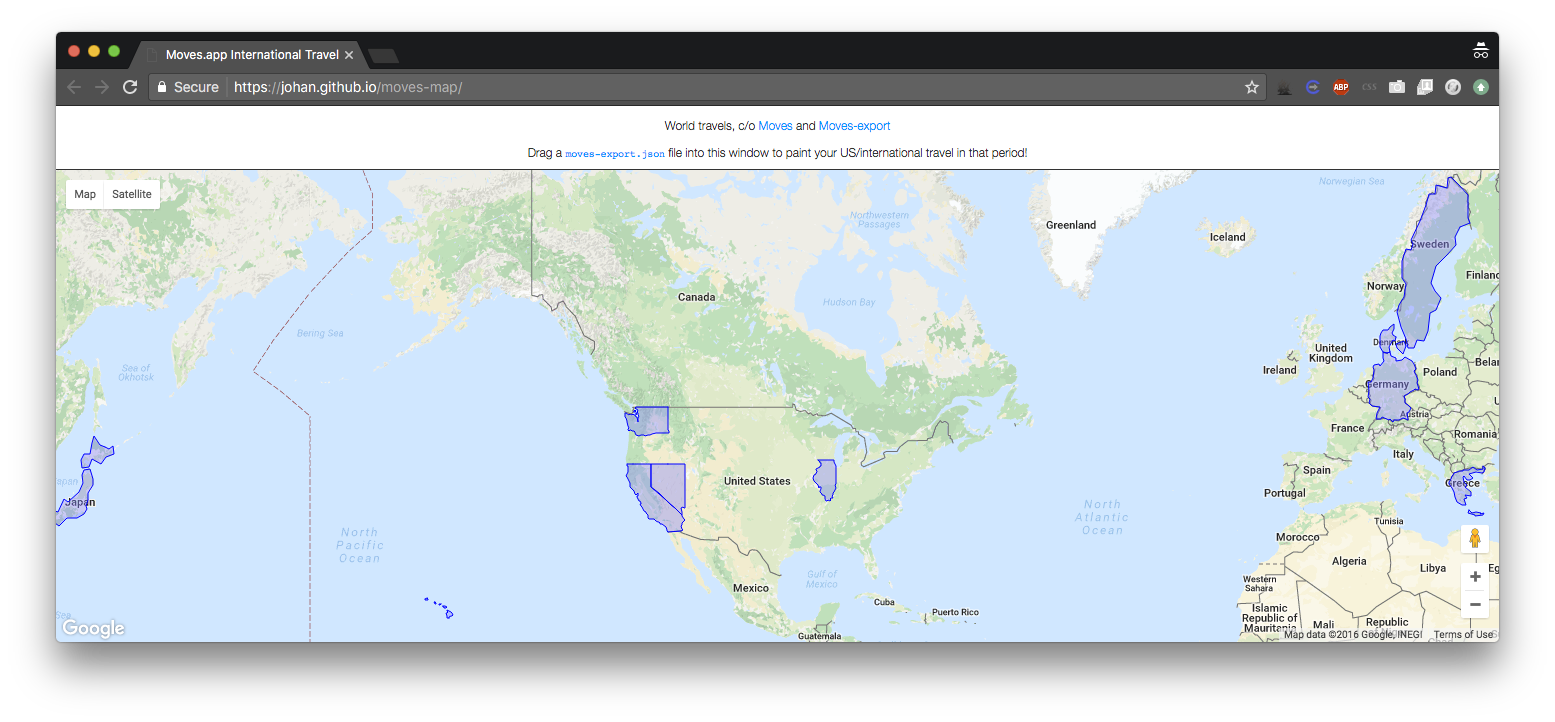 Moves.app International Travel
Secure https://johan.github.io/moves-map/
ABP
CSS
World travels, c/o Moves and Moves-export
Drag a moves-export.json file into this window to paint your US/international travel in that period!
Map Satellite
Norwegian Sea
Northwestern
Passages
Greenland
Iceland
Sweden
Finland
Canada
Norway
Hudson Bay
Bering Sea
Sea of
Okhotsk
Denmark
United
Kingdom
Ireland
Poland
Belar
Germany
Austria
France
Romania
Italy
United States
Spain
Greece
Japan
Portugal
North
Pacific
Ocean
North
Atlantic
Ocean
Tunisia
Morocco
Algeria
Libya
Eg
Gulf of
Mexico
Mexico
Western
Sahara
Cuba
Puerto Rico
Islamic
Republic of
Mauritania
Mali
Republic
Guatemala
Sea
Google
Map data ©2016 Google, INEGI Terms of Use